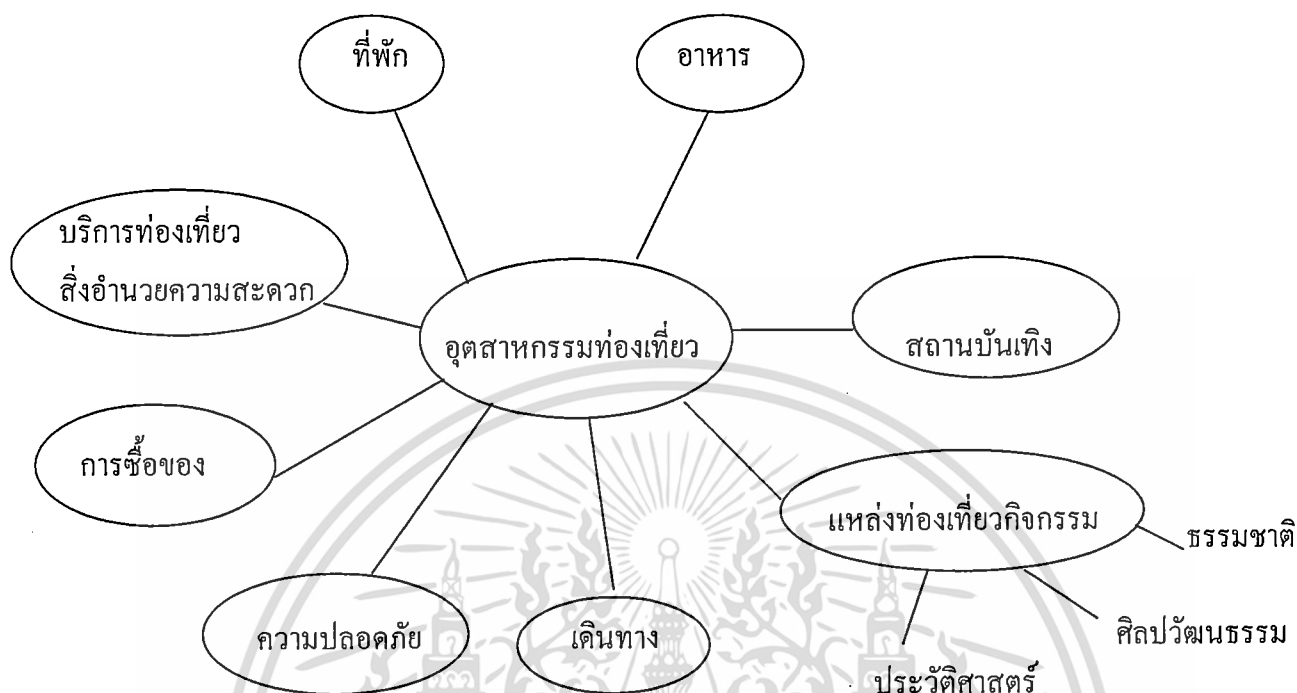 ที่พัก
อาหาร
บริการท่องเที่ยว
สิ่งอำนวยความสะดวก
อุตสาหกรรมท่องเที่ยว
สถานบันเทิง
การซื้อของ
แหล่งท่องเที่ยวกิจกรรม
ธรรมชาติ
ศิลปวัฒนธรรม
ประวัติศาสตร์
ความปลอดภัย
เดินทาง